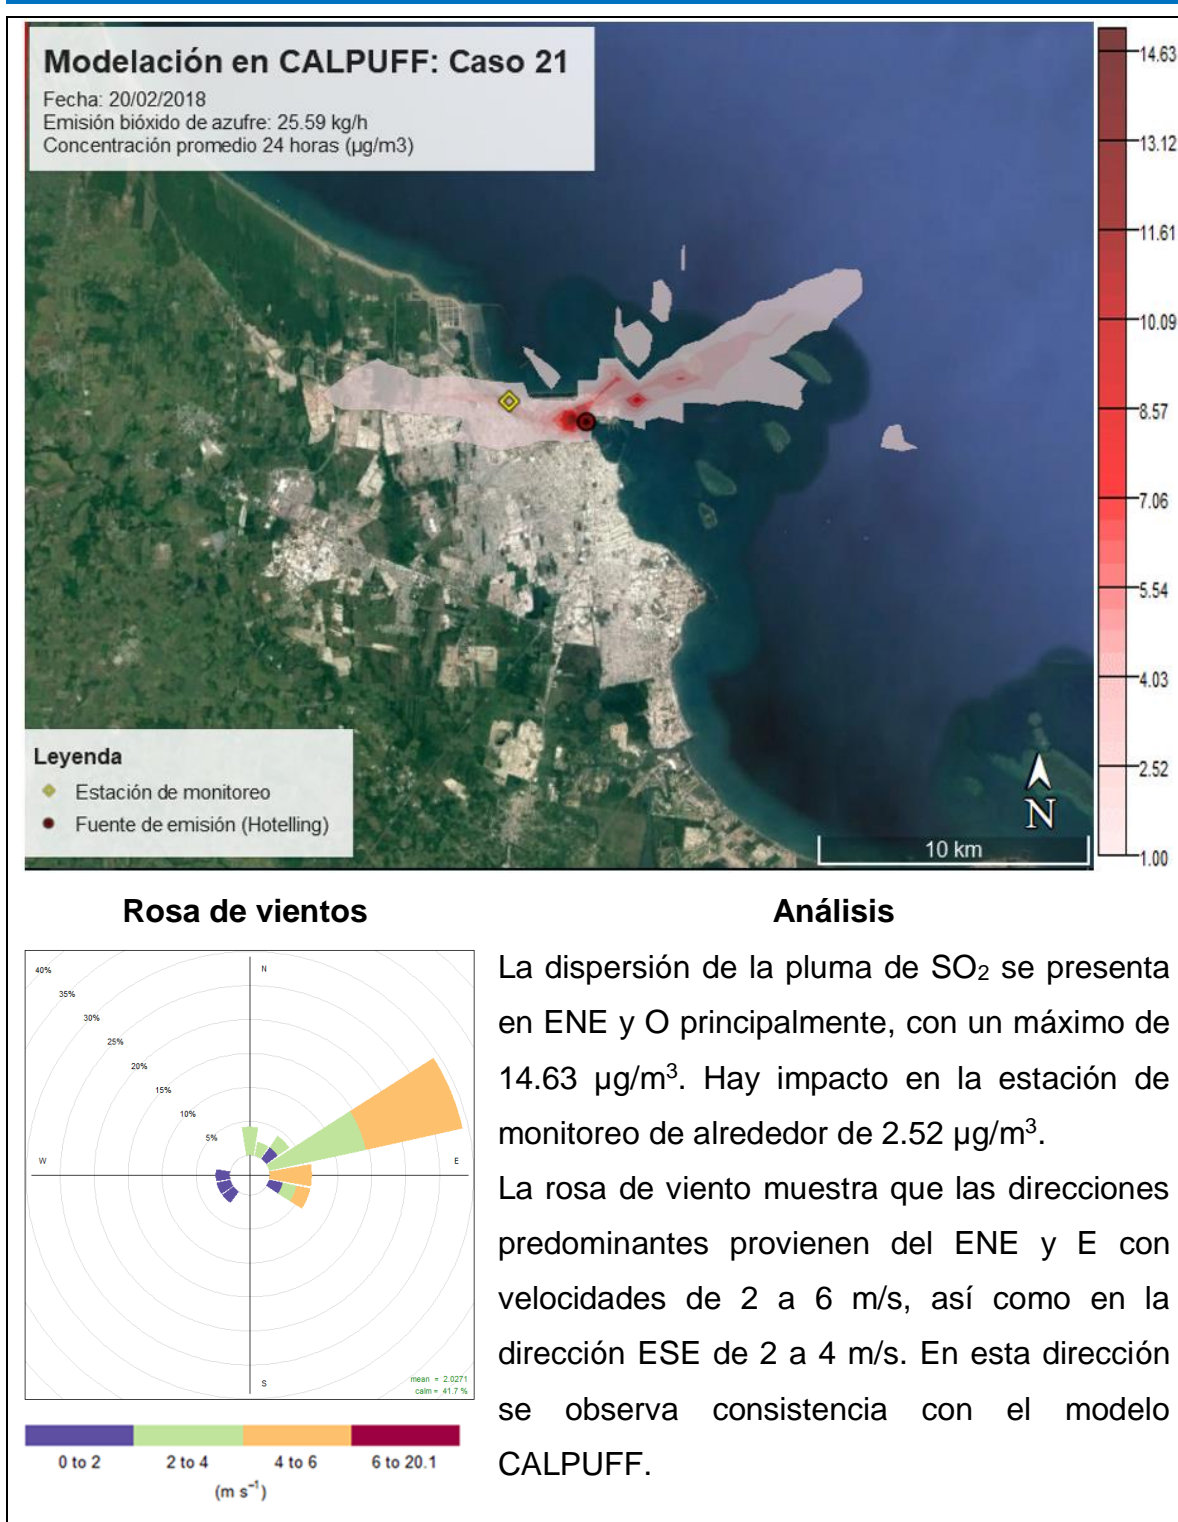 Modelación en CALPUFF: Caso 21
Fecha: 20/02/2018
Emisión bióxido de azufre: 25.59 kg/h
Concentración promedio 24 horas (µg/m3)
14.63
13.12
11.61
10.09
8.57
7.06
5.54
4.03
2.52
1.00
Leyenda
Estación de monitoreo
Fuente de emisión (Hotelling)
N
10 km
Rosa de vientos
40%
35%
30%
25%
20%
15%
10%
5%
N
W
E
S
mean = 2.0271
calm = 41.7 %
0 to 2
2 to 4
4 to 6
6 to 20.1
(m s⁻¹)
Análisis
La dispersión de la pluma de SO₂ se presenta
en ENE y O principalmente, con un máximo de
14.63 µg/m³. Hay impacto en la estación de
monitoreo de alrededor de 2.52 µg/m³.
La rosa de viento muestra que las direcciones
predominantes provienen del ENE y E con
velocidades de 2 a 6 m/s, así como en la
dirección ESE de 2 a 4 m/s. En esta dirección
se observa consistencia con el modelo
CALPUFF.